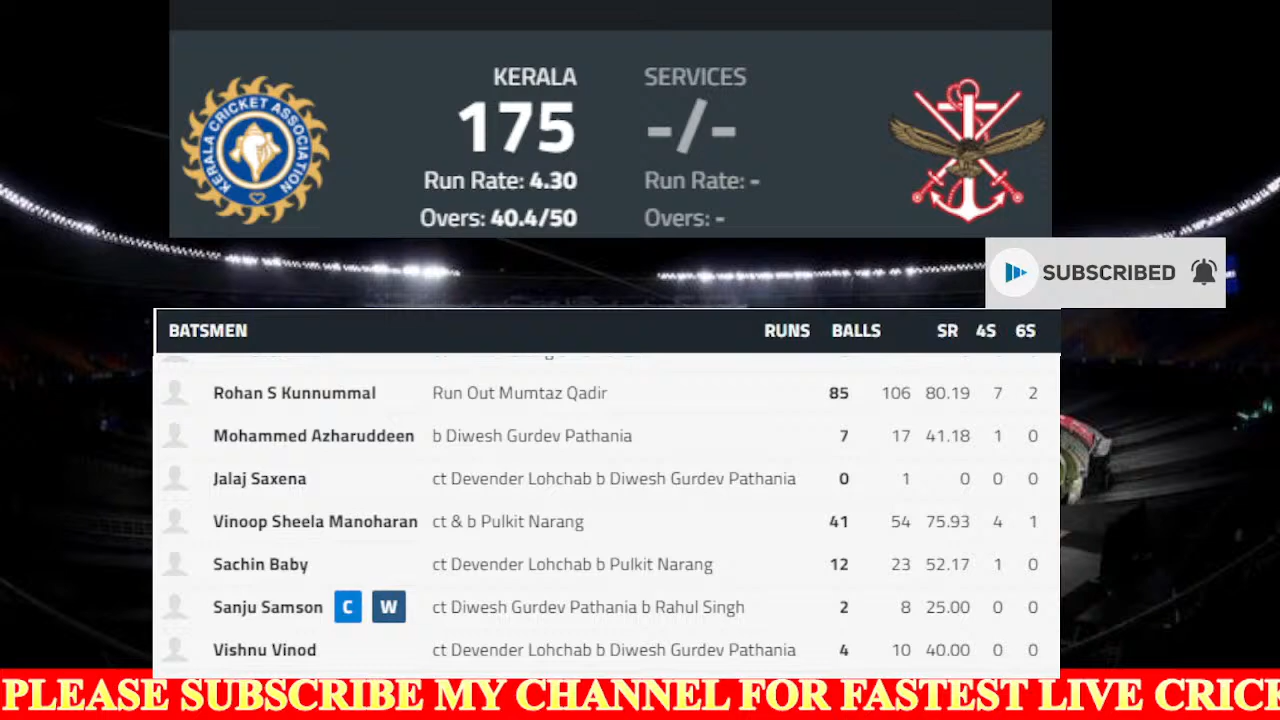 KERALA SERVICES
175 -/-
Run Rate: 4.30 Run Rate: -
Overs: 40.4/50 Overs: -
KERALA CRICKET ASSOCIATION
SUBSCRIBED
BATSMEN RUNS BALLS SR 4S 6S
Rohan S Kunnummal Run Out Mumtaz Qadir 85 106 80.19 7 2
Mohammed Azharuddeen b Diwesh Gurdev Pathania 7 17 41.18 1 0
Jalaj Saxena ct Devender Lohchab b Diwesh Gurdev Pathania 0 1 0 0 0
Vinoop Sheela Manoharan ct & b Pulkit Narang 41 54 75.93 4 1
Sachin Baby ct Devender Lohchab b Pulkit Narang 12 23 52.17 1 0
Sanju Samson C W ct Diwesh Gurdev Pathania b Rahul Singh 2 8 25.00 0 0
Vishnu Vinod ct Devender Lohchab b Diwesh Gurdev Pathania 4 10 40.00 0 0
PLEASE SUBSCRIBE MY CHANNEL FOR FASTEST LIVE CRICK